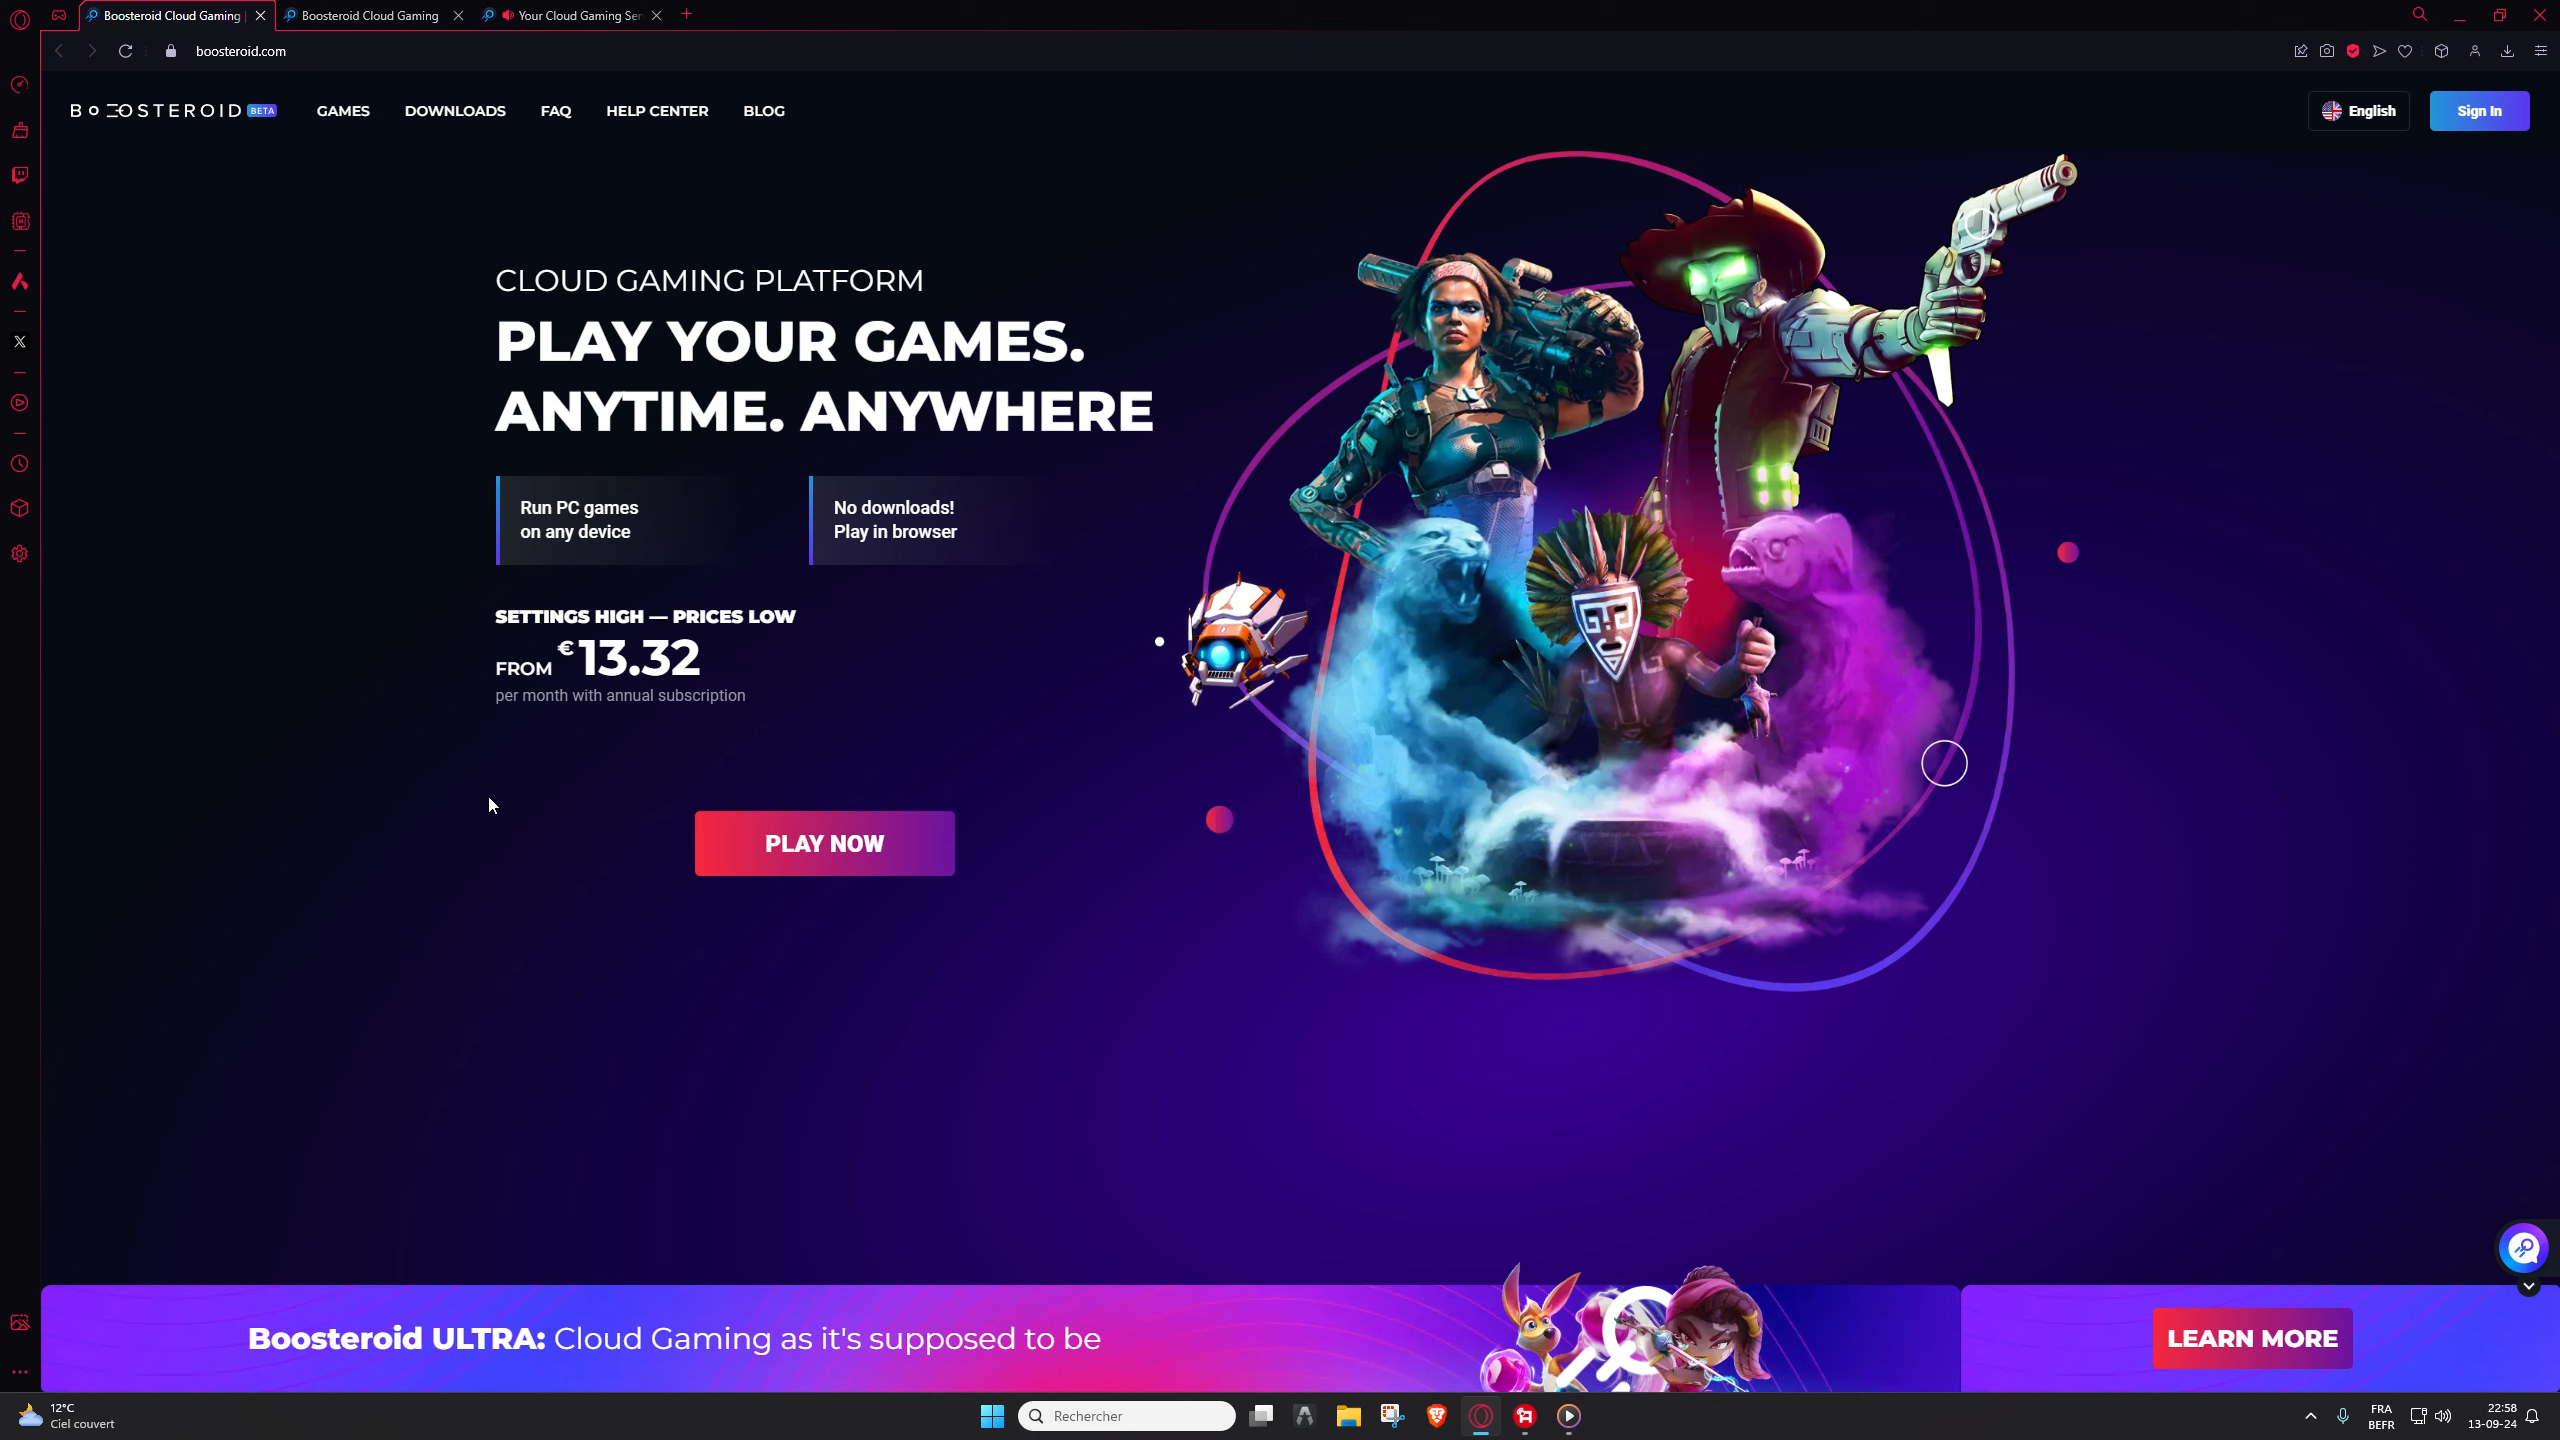 Boosteroid Cloud Gaming
Boosteroid Cloud Gaming
Your Cloud Gaming Ser
boosteroid.com
BOOSTEROID BETA
GAMES
DOWNLOADS
FAQ
HELP CENTER
BLOG
English
Sign In
CLOUD GAMING PLATFORM
PLAY YOUR GAMES.
ANYTIME. ANYWHERE
Run PC games
on any device
No downloads!
Play in browser
SETTINGS HIGH — PRICES LOW
FROM €13.32
per month with annual subscription
PLAY NOW
Boosteroid ULTRA: Cloud Gaming as it's supposed to be
LEARN MORE
12°C
Ciel couvert
Rechercher
FRA
BEFR
22:58
13-09-24